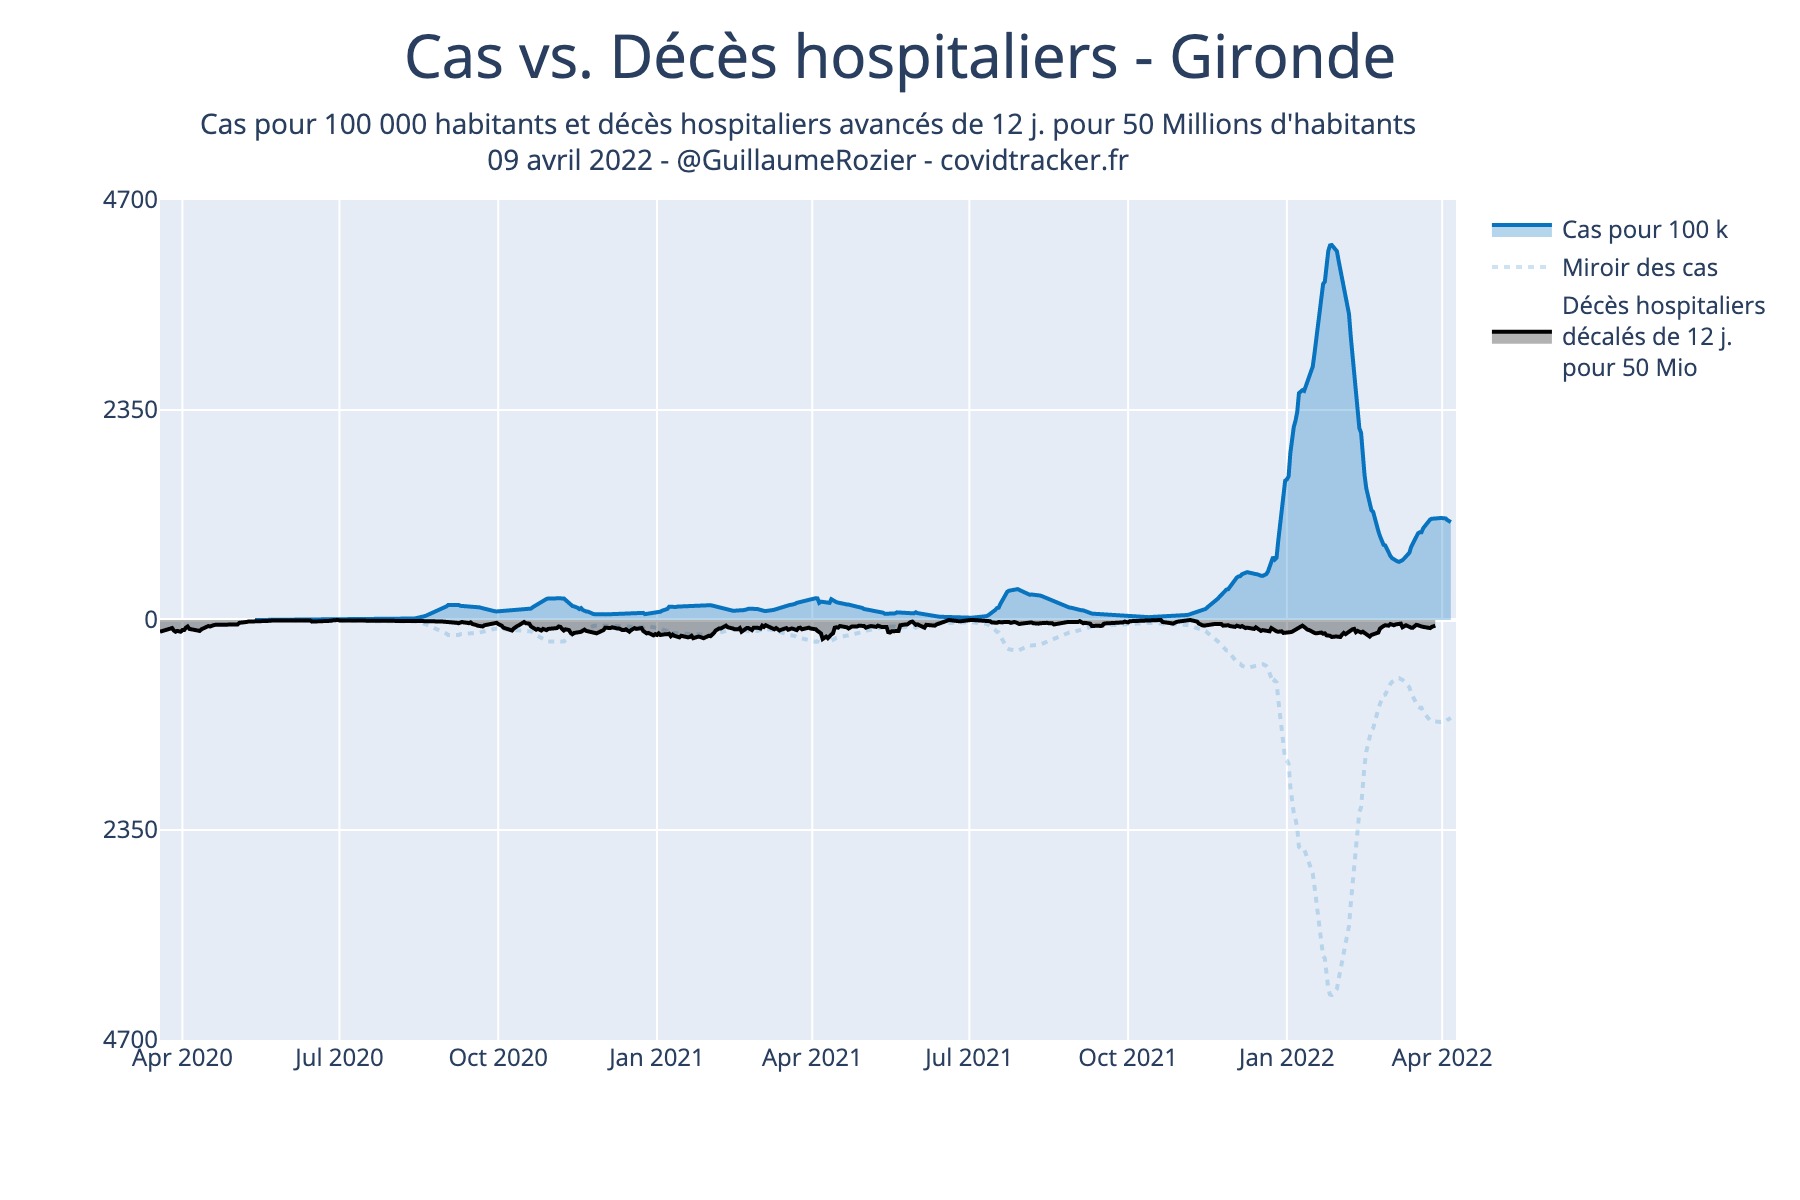 Cas vs. Décès hospitaliers - Gironde
Cas pour 100 000 habitants et décès hospitaliers avancés de 12 j. pour 50 Millions d'habitants
09 avril 2022 - @GuillaumeRozier - covidtracker.fr
4700
2350
0
2350
4700
Apr 2020
Jul 2020
Oct 2020
Jan 2021
Apr 2021
Jul 2021
Oct 2021
Jan 2022
Apr 2022
Cas pour 100 k
Miroir des cas
Décès hospitaliers
décalés de 12 j.
pour 50 Mio